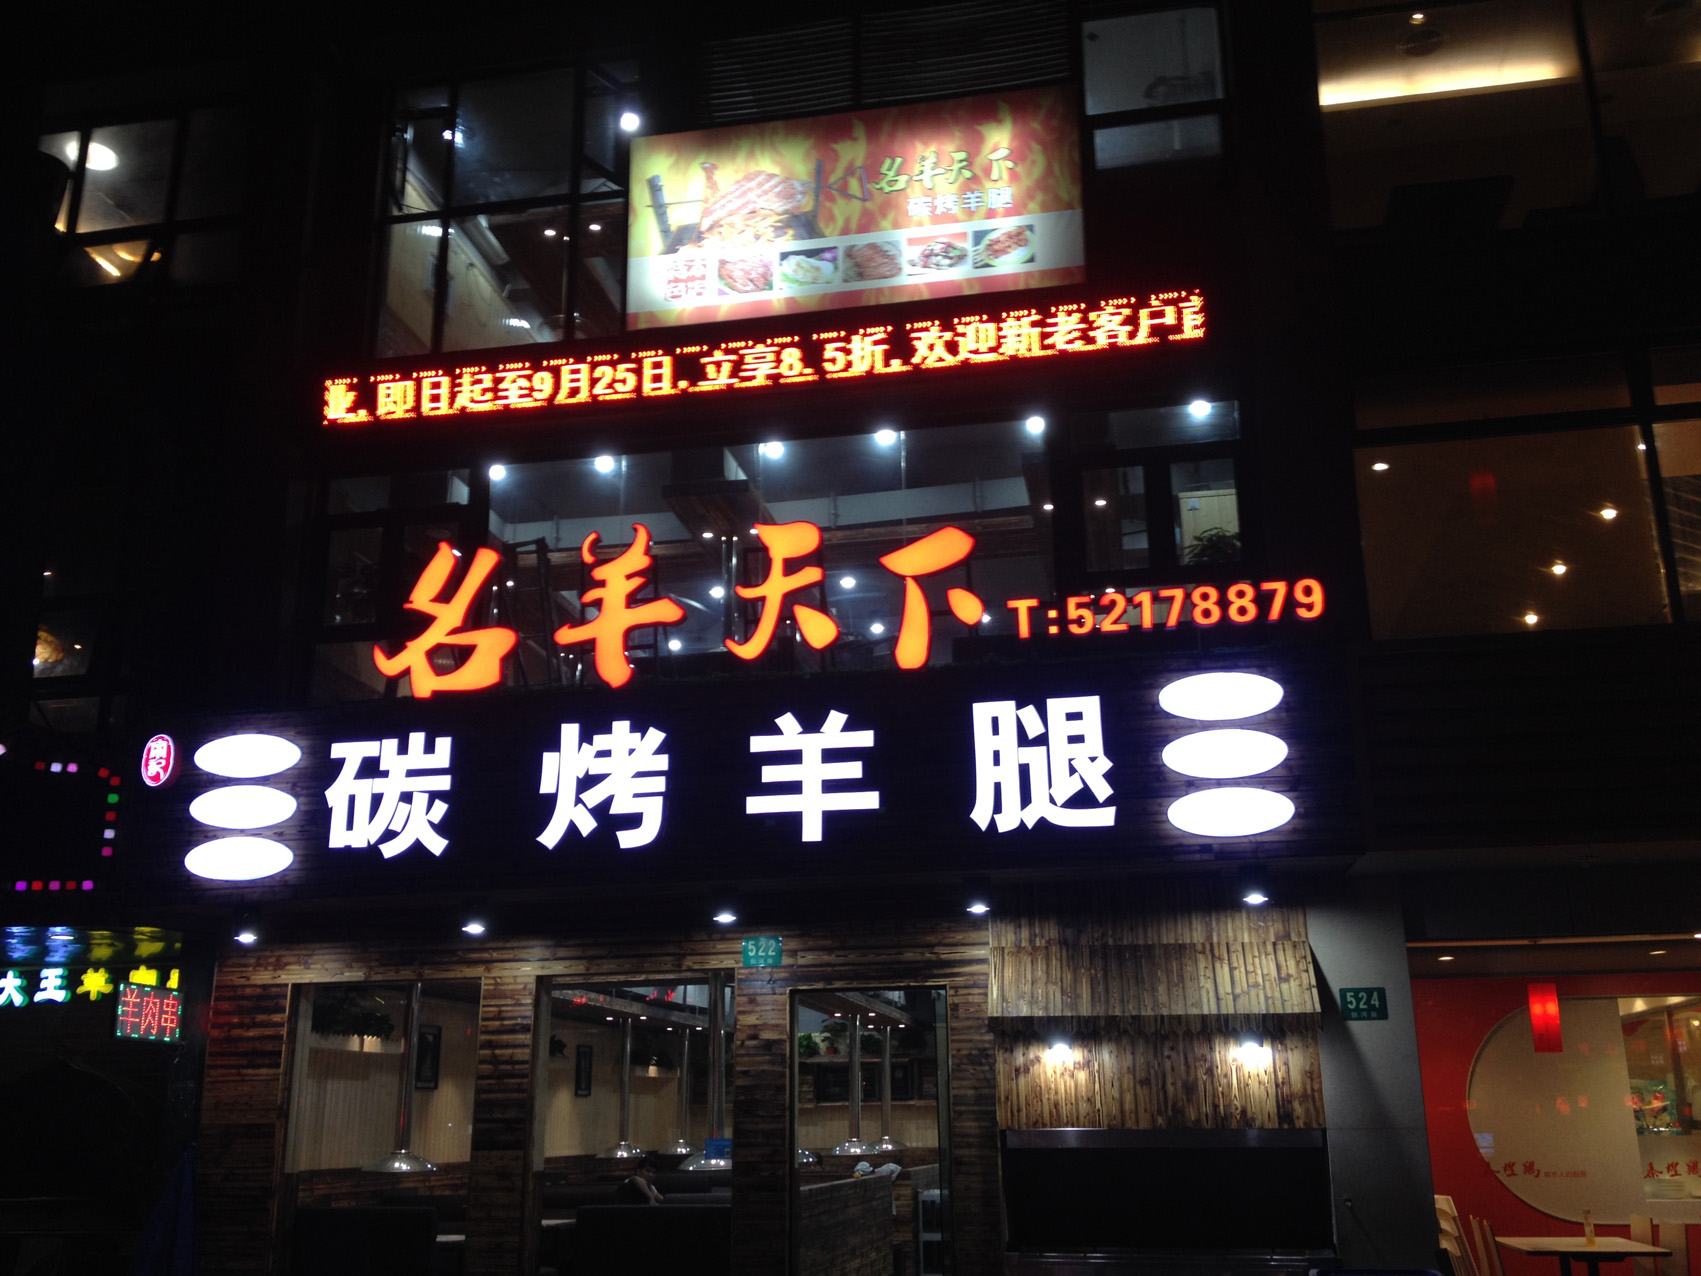 名羊天下
碳烤羊腿
业.即日起至9月25日.立享8.5折.欢迎新老客户
名羊天下
T:52178879
碳烤羊腿
522
524
大王羊
羊肉串